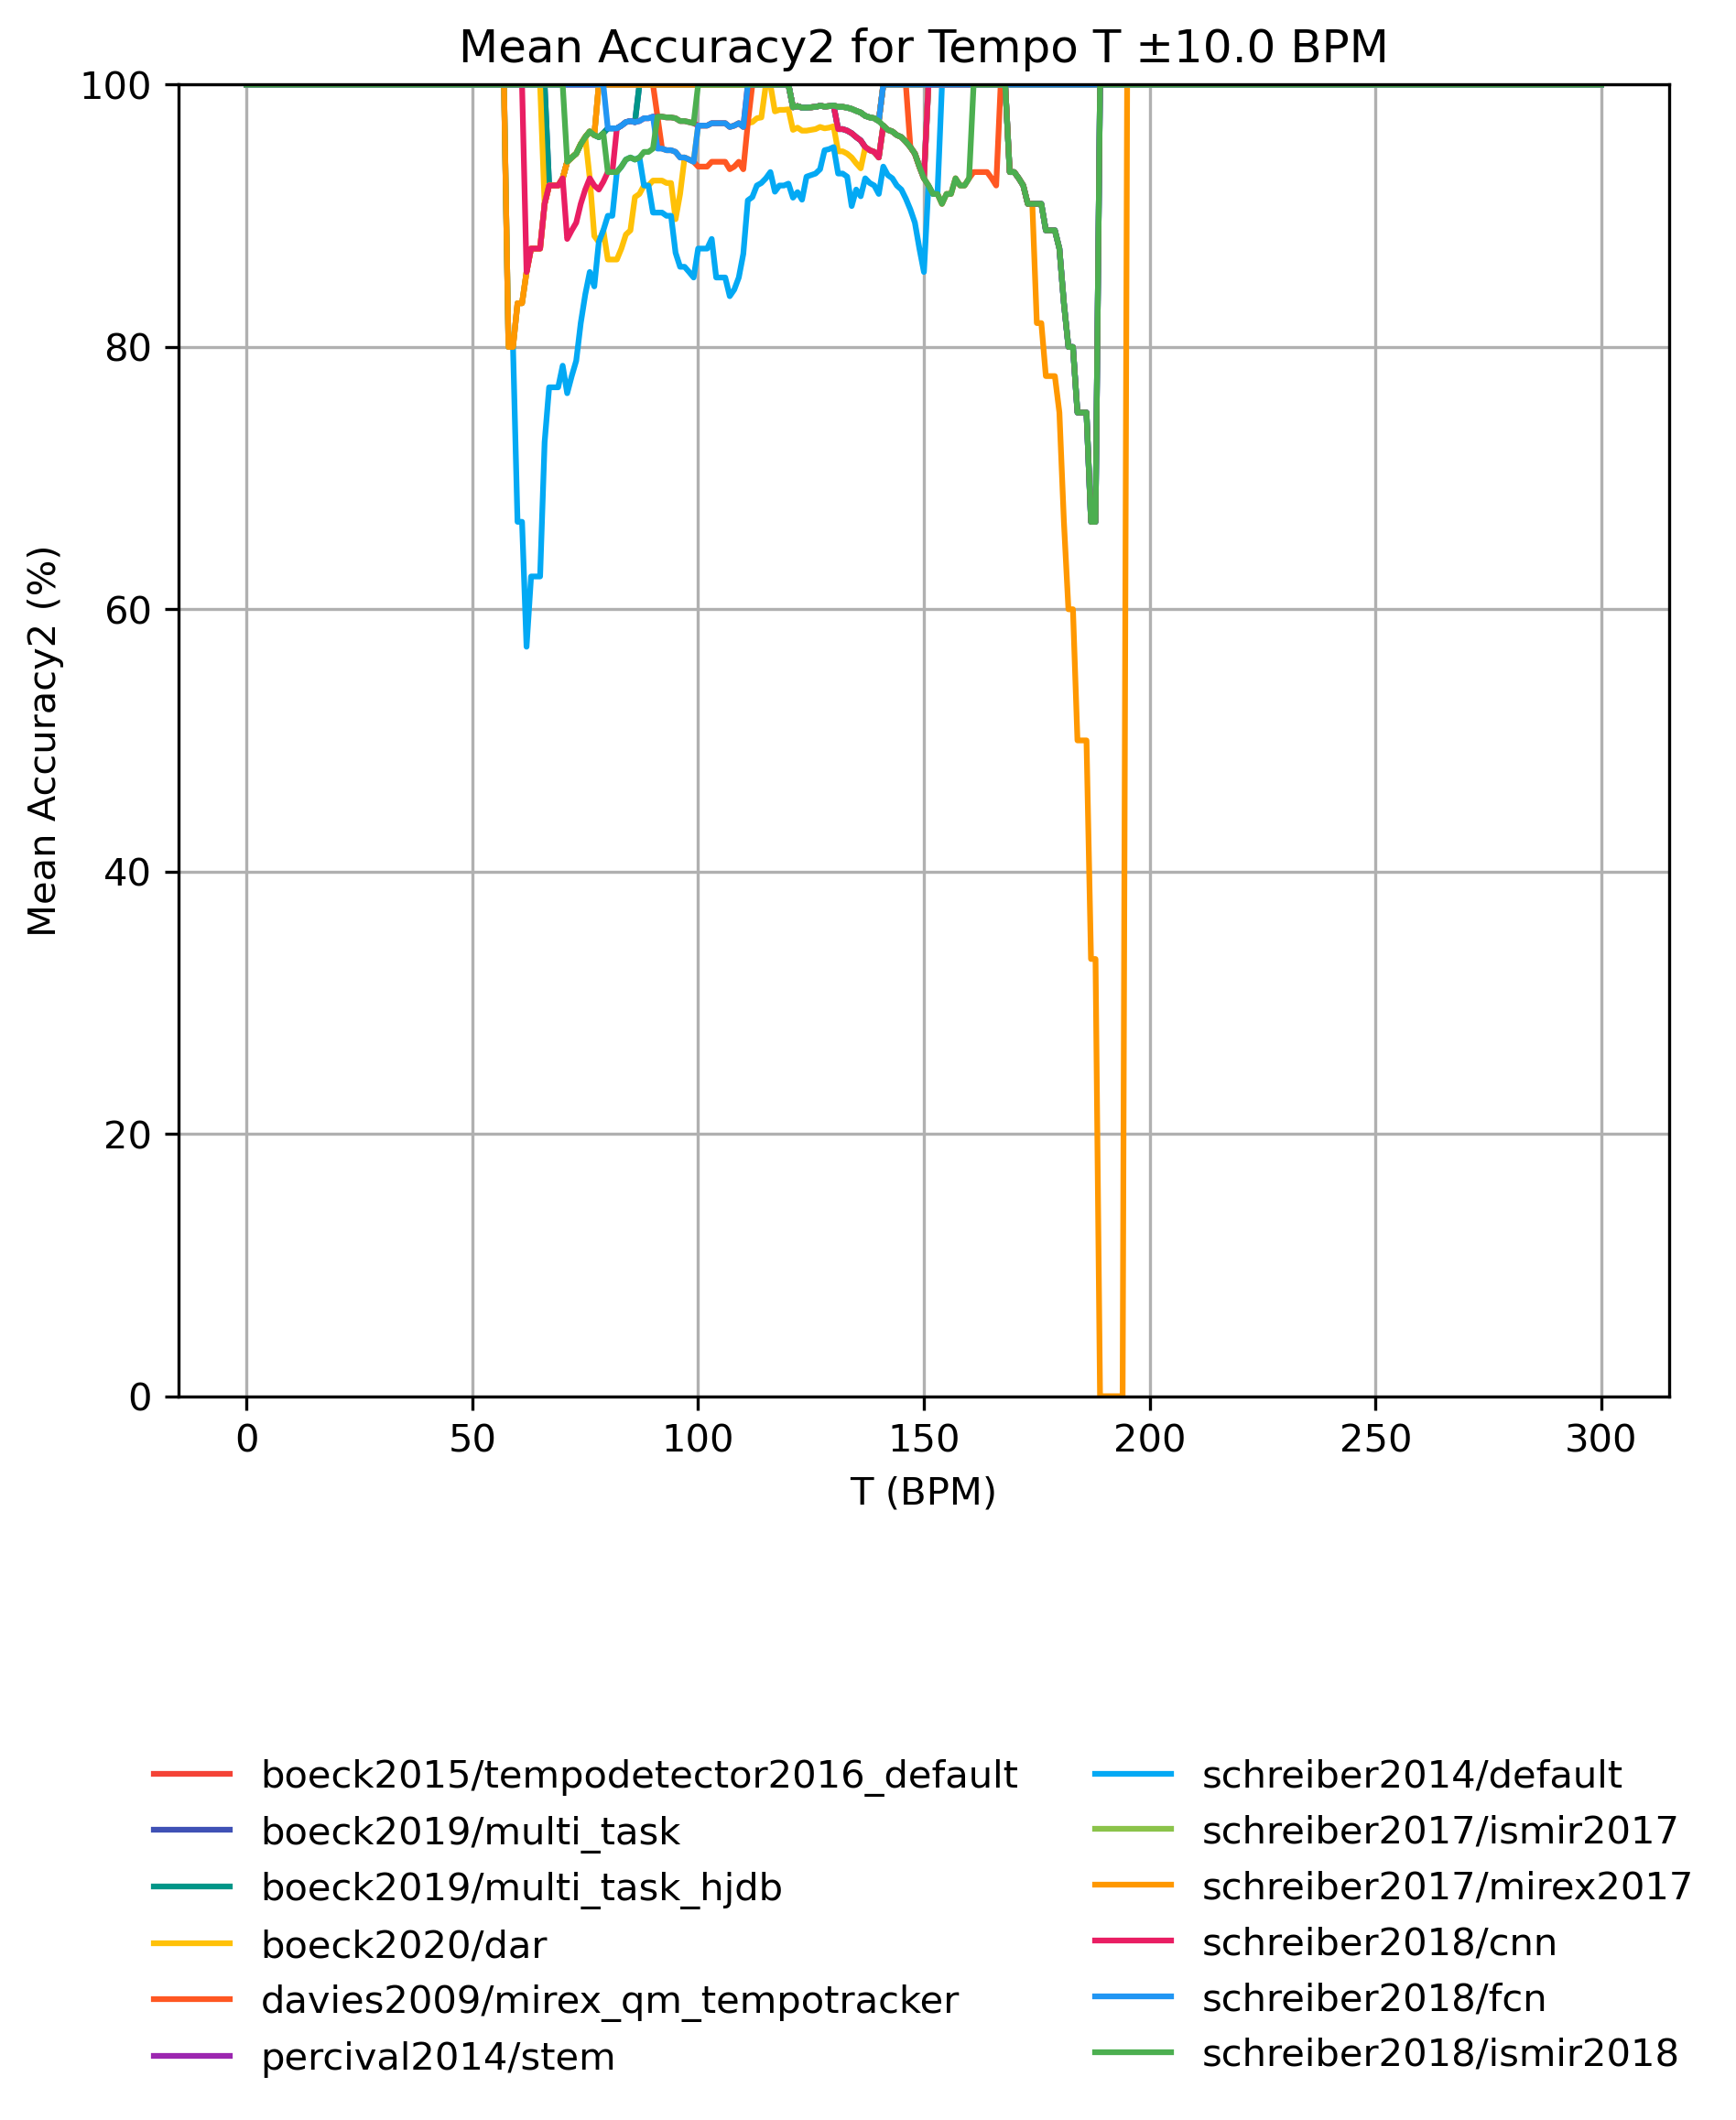 Mean Accuracy2 for Tempo T ±10.0 BPM
100
80
60
40
20
0
Mean Accuracy2 (%)
0 50 100 150 200 250 300
T (BPM)
boeck2015/tempodetector2016_default
boeck2019/multi_task
boeck2019/multi_task_hjdb
boeck2020/dar
davies2009/mirex_qm_tempotracker
percival2014/stem
schreiber2014/default
schreiber2017/ismir2017
schreiber2017/mirex2017
schreiber2018/cnn
schreiber2018/fcn
schreiber2018/ismir2018